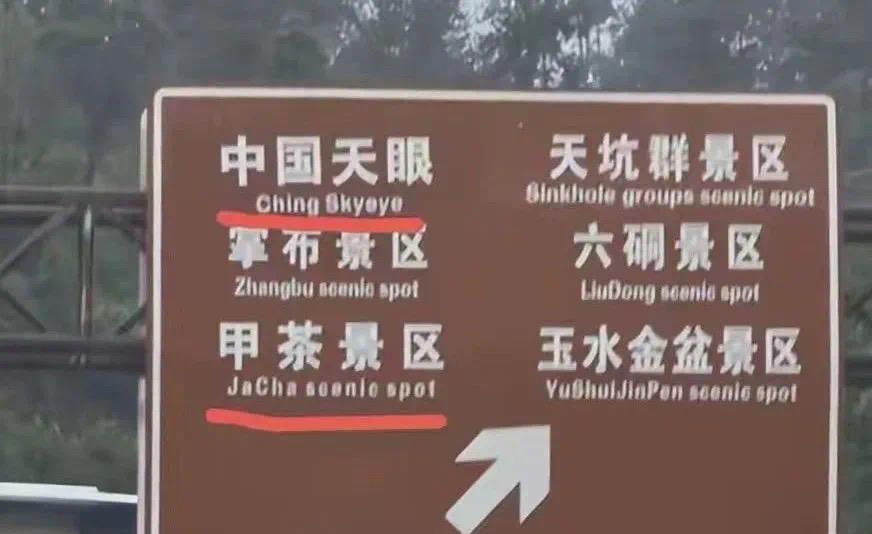 中国天眼
Ching Skyeye
掌布景区
Zhangbu scenic spot
甲茶景区
JaCha scenic spot
天坑群景区
Sinkhole groups scenic spot
六硐景区
LiuDong scenic spot
玉水金盆景区
YuShuiJinPen scenic spot